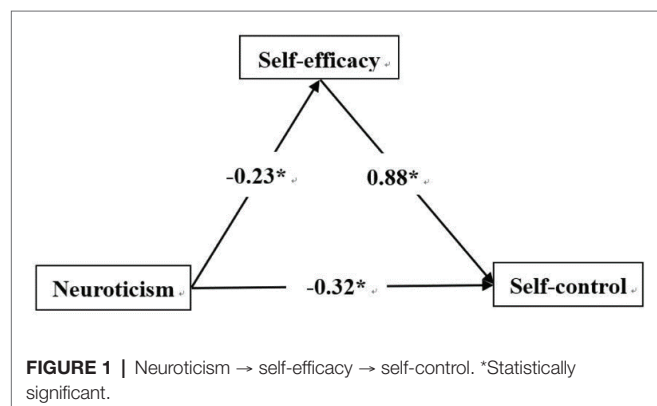 Self-efficacy
-0.23* 0.88*
Neuroticism -0.32* Self-control
FIGURE 1 | Neuroticism → self-efficacy → self-control. *Statistically
significant.